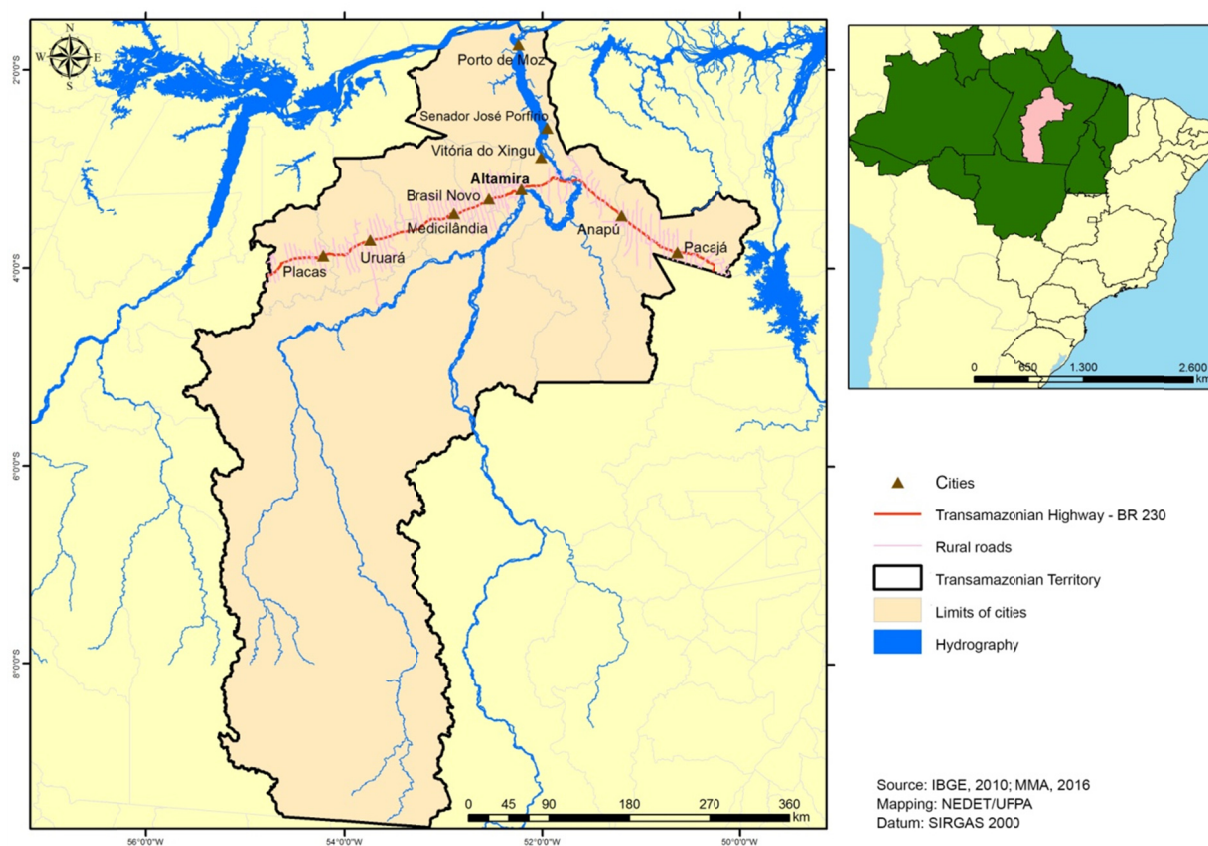 N
W E
S
2°0'0"S
4°0'0"S
6°0'0"S
8°0'0"S
Porto de Moz
Senador José Porfírio
Vitória do Xingu
Altamira
Brasil Novo
Medicilândia
Anapú
Pacajá
Uruará
Placas
0 45 90 180 270 360
km
56°0'0"W 54°0'0"W 52°0'0"W 50°0'0"W
0 650 1.300 2.600
km
Cities
Transamazonian Highway - BR 230
Rural roads
Transamazonian Territory
Limits of cities
Hydrography
Source: IBGE, 2010; MMA, 2016
Mapping: NEDET/UFPA
Datum: SIRGAS 2000